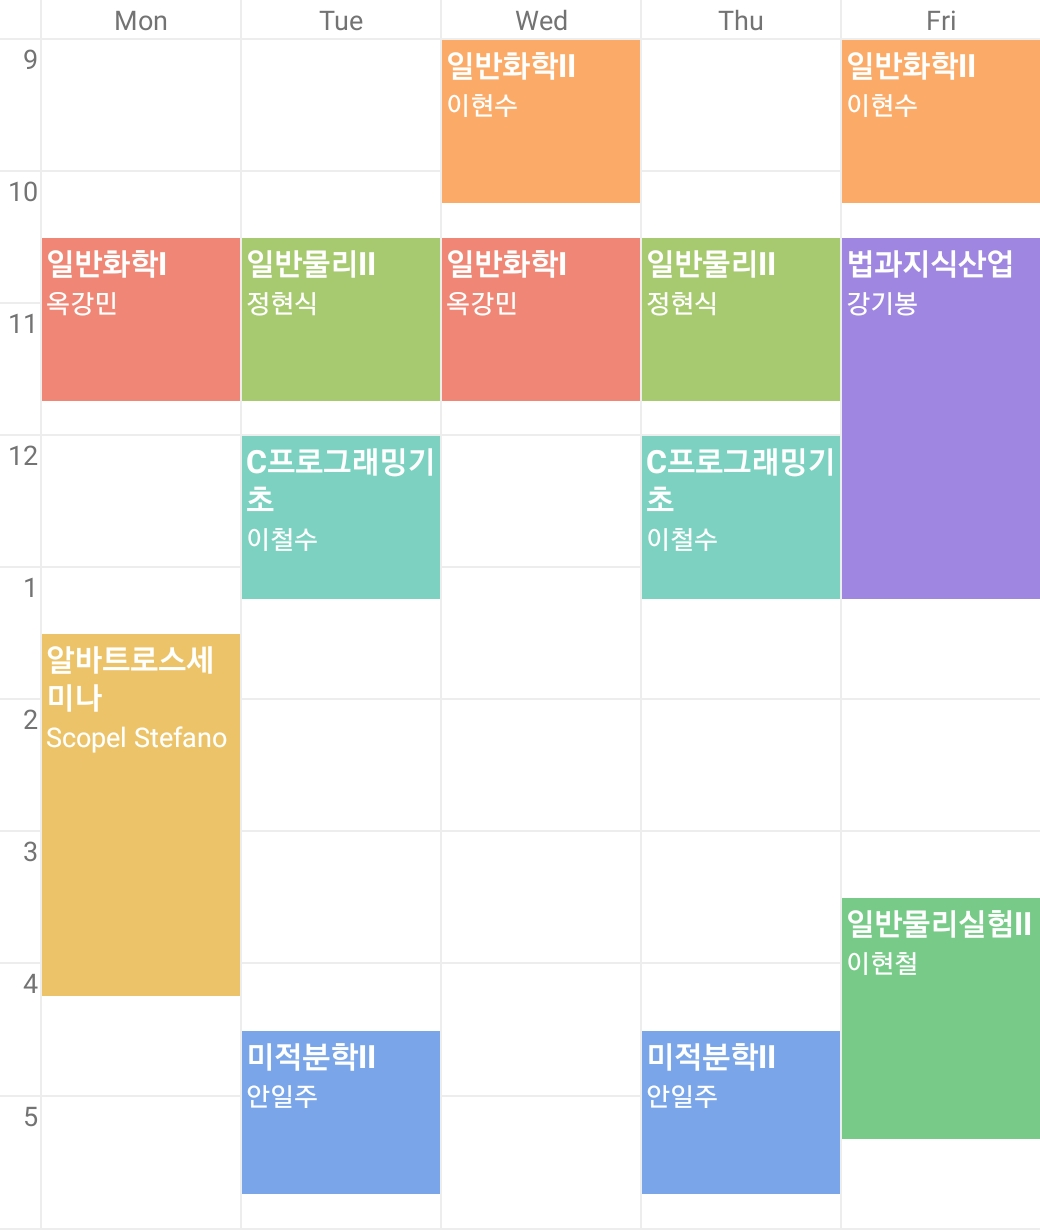 Mon Tue Wed Thu Fri
9
일반화학II
이현수
일반화학II
이현수
10
일반화학I
옥강민
일반물리II
정현식
일반화학I
옥강민
일반물리II
정현식
법과지식산업
강기봉
11
12
C프로그래밍기
초
이철수
C프로그래밍기
초
이철수
1
알바트로스세
미나
Scopel Stefano
2
3
일반물리실험II
이현철
4
미적분학II
안일주
미적분학II
안일주
5